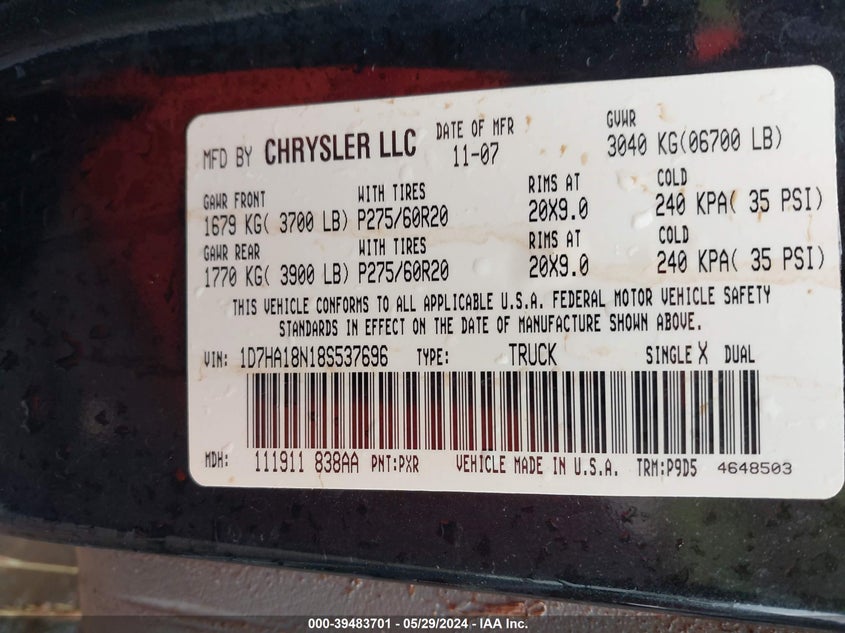 MFD BY CHRYSLER LLC DATE OF MFR 11-07 GVWR 3040 KG(06700 LB)
GAWR FRONT WITH TIRES RIMS AT COLD
1679 KG( 3700 LB) P275/60R20 20X9.0 240 KPA( 35 PSI)
GAWR REAR WITH TIRES RIMS AT COLD
1770 KG( 3900 LB) P275/60R20 20X9.0 240 KPA( 35 PSI)
THIS VEHICLE CONFORMS TO ALL APPLICABLE U.S.A. FEDERAL MOTOR VEHICLE SAFETY
STANDARDS IN EFFECT ON THE DATE OF MANUFACTURE SHOWN ABOVE.
VIN: 1D7HA18N18S537696 TYPE: TRUCK SINGLE X DUAL
MDH: 111911 838AA PNT:PXR VEHICLE MADE IN U.S.A. TRM:P9D5 4648503
000-39483701 - 05/29/2024 - IAA Inc.